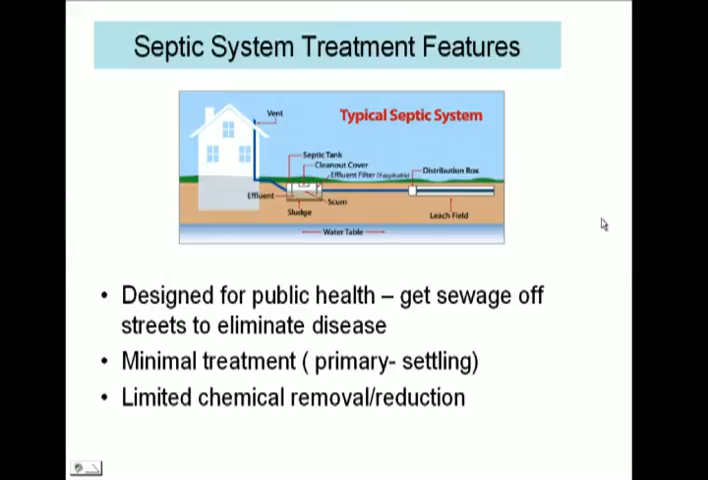 Septic System Treatment Features
Typical Septic System
Vent
Septic Tank
Cleanout Cover
Effluent Filter (if applicable)
Distribution Box
Effluent
Scum
Sludge
Leach Field
Water Table
• Designed for public health – get sewage off
streets to eliminate disease
• Minimal treatment ( primary- settling)
• Limited chemical removal/reduction